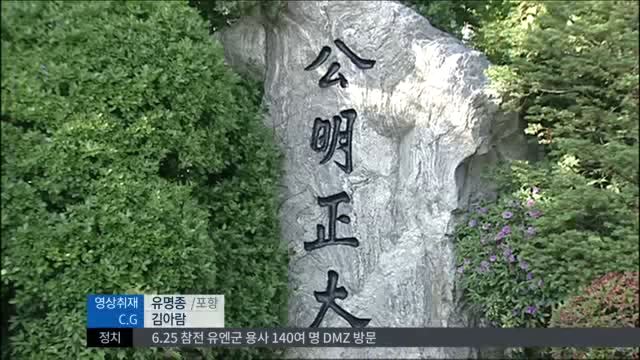 公明正大
영상취재 유명종 /포항
C.G 김아람
정치 6.25 참전 유엔군 용사 140여 명 DMZ 방문